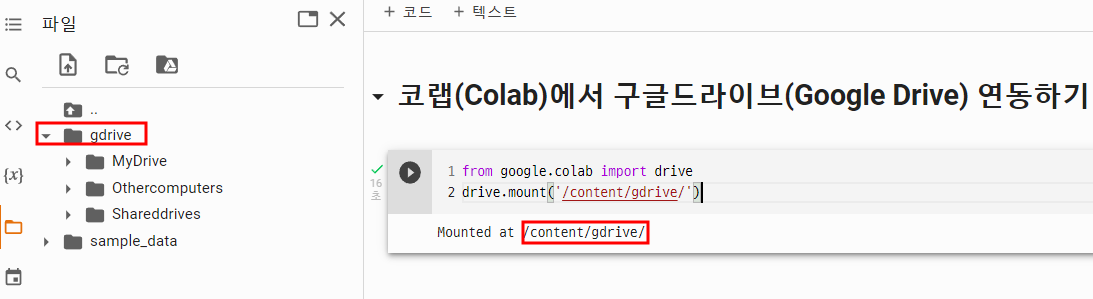 파일
..
gdrive
MyDrive
Othercomputers
Shareddrives
sample_data
+ 코드 + 텍스트
코랩(Colab)에서 구글드라이브(Google Drive) 연동하기
16
초
1 from google.colab import drive
2 drive.mount('/content/gdrive/')
Mounted at /content/gdrive/
{x}